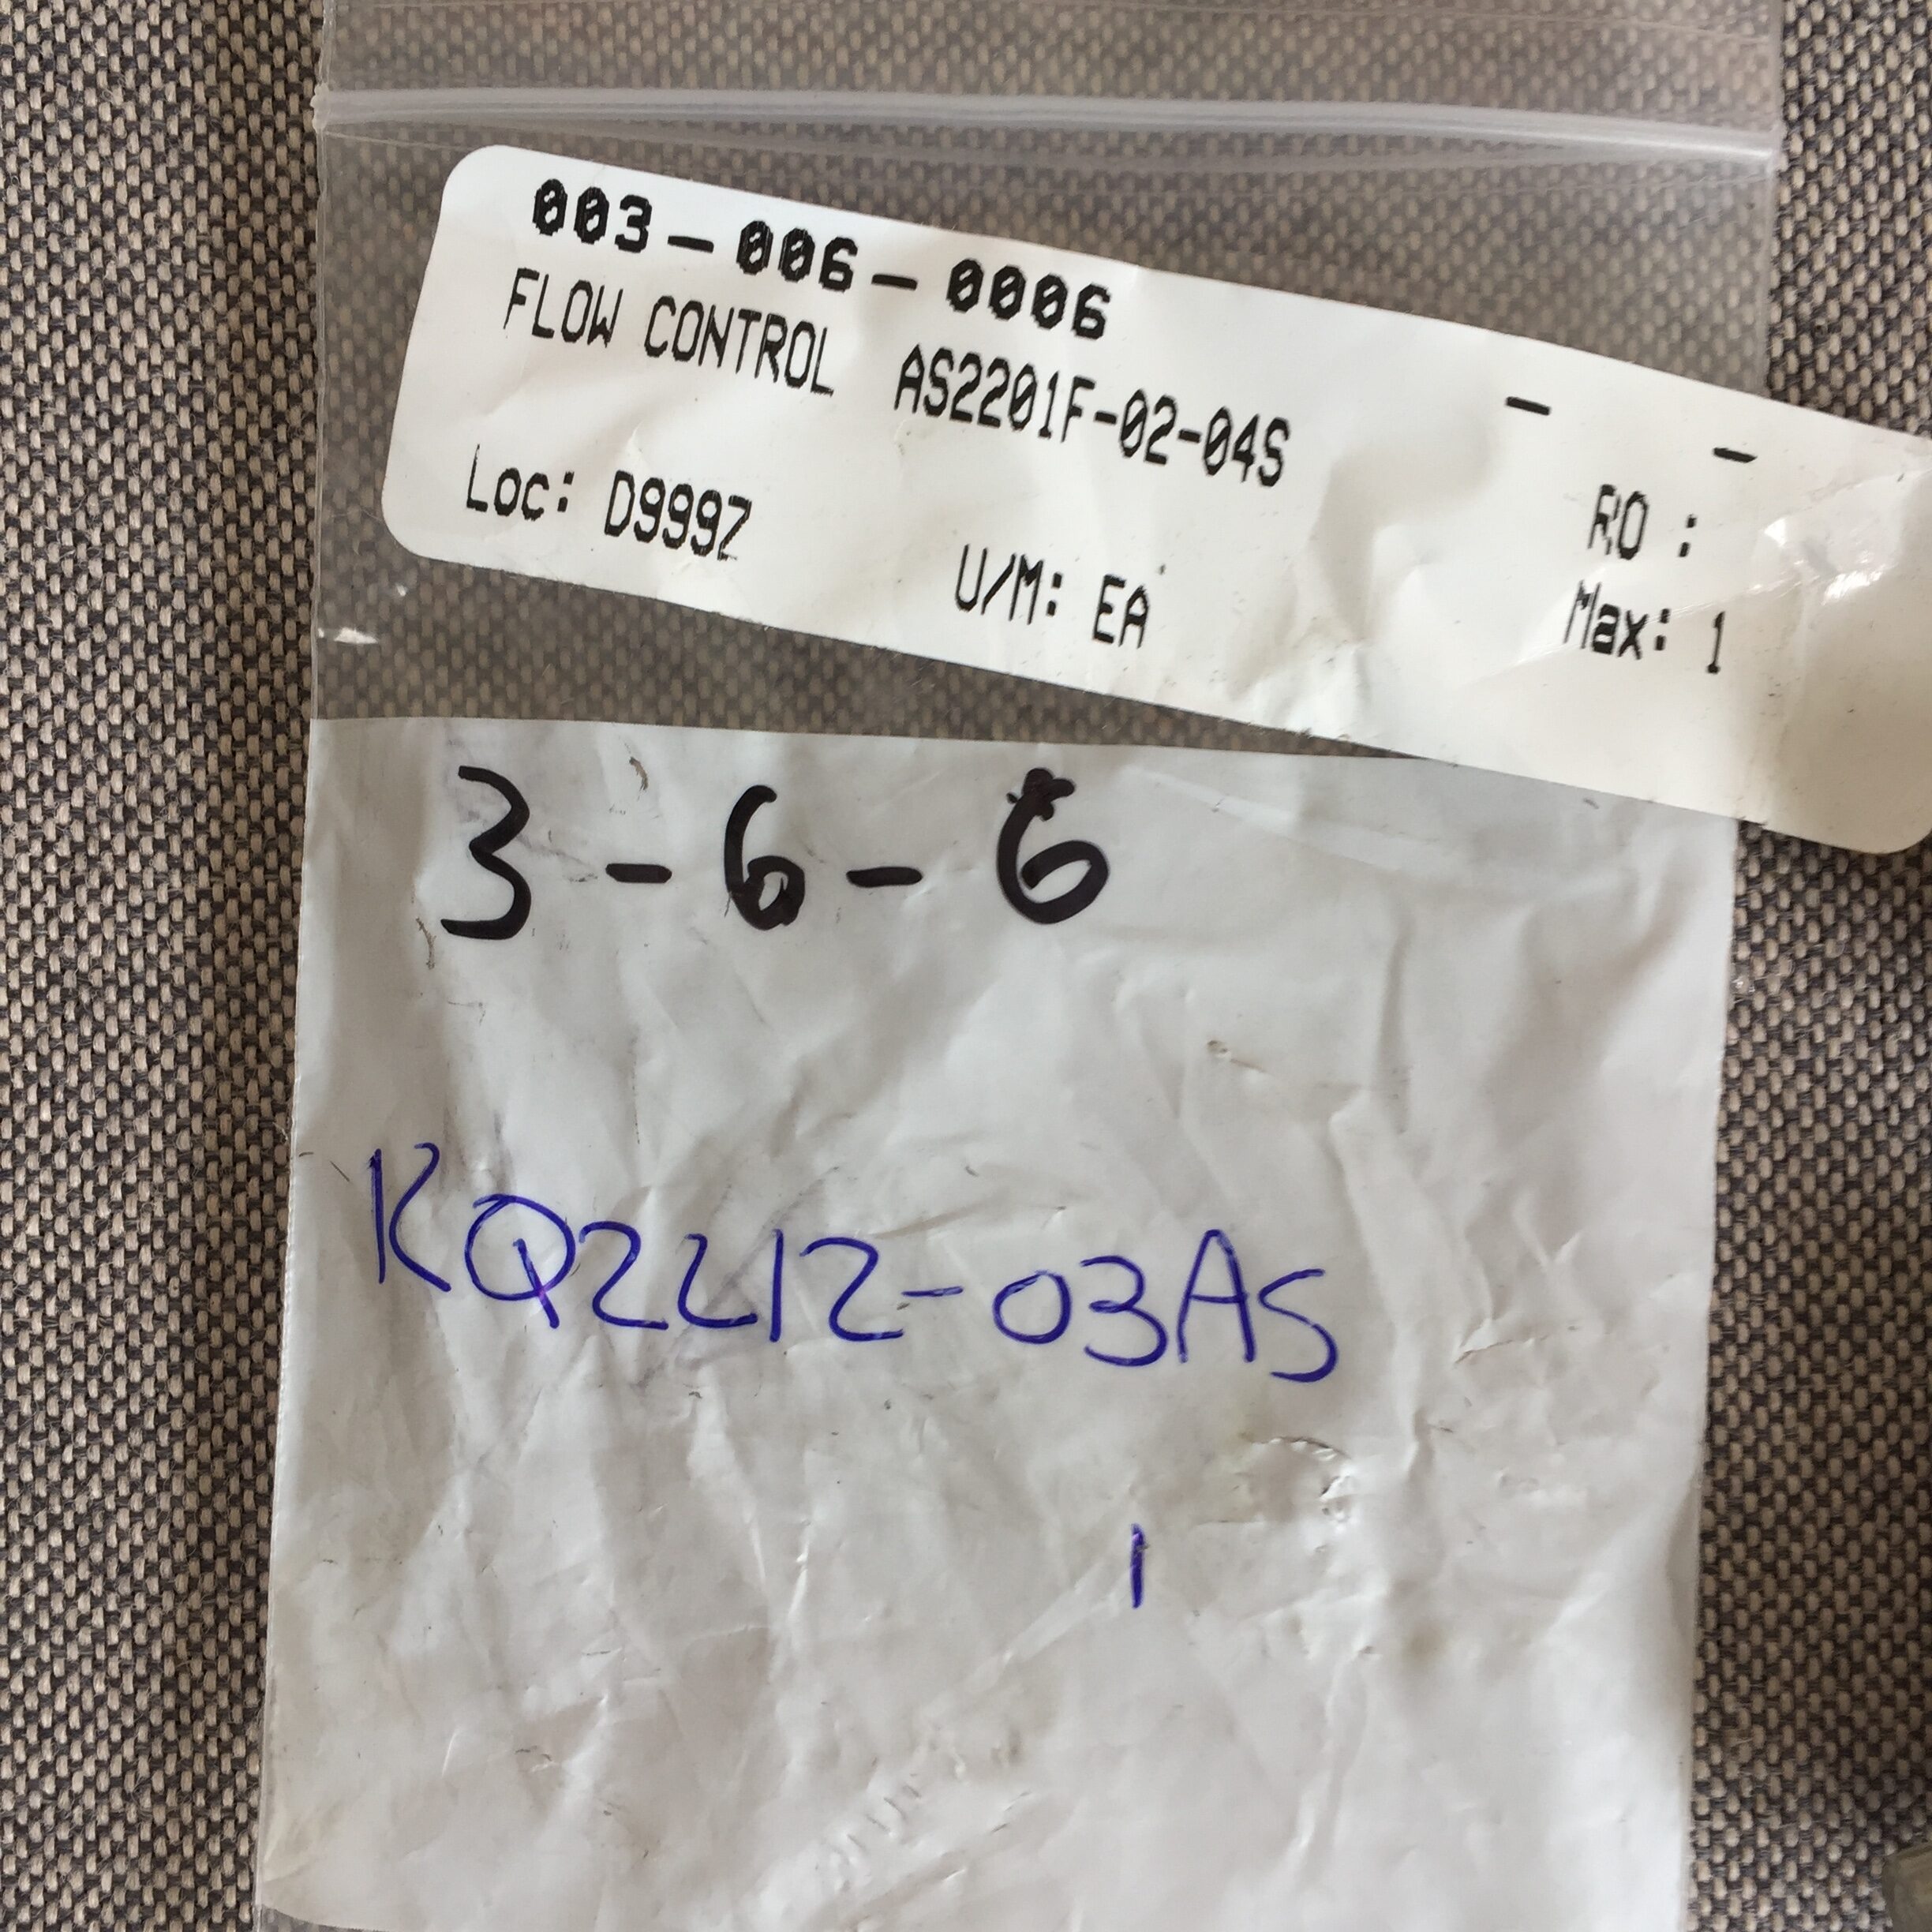 003-006-0006 - -
FLOW CONTROL AS2201F-02-04S
RO :
Loc: D999Z U/M: EA Max: 1
3-6-6
KQ2L12-03AS
1